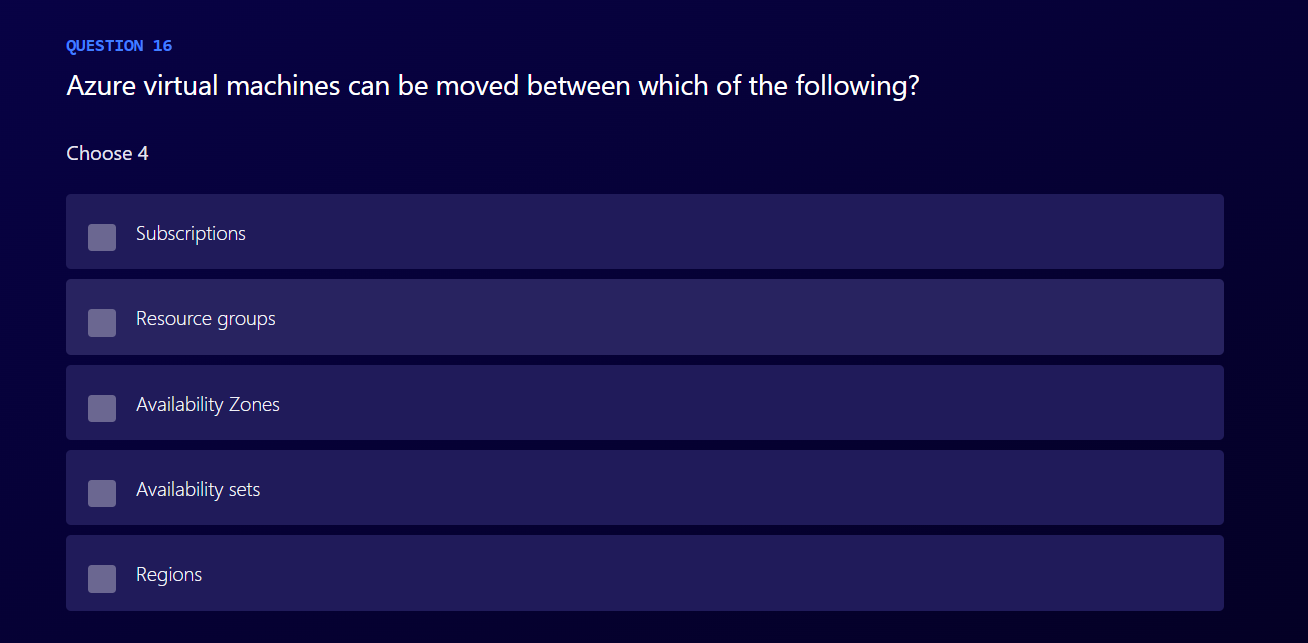 QUESTION 16
Azure virtual machines can be moved between which of the following?
Choose 4
Subscriptions
Resource groups
Availability Zones
Availability sets
Regions